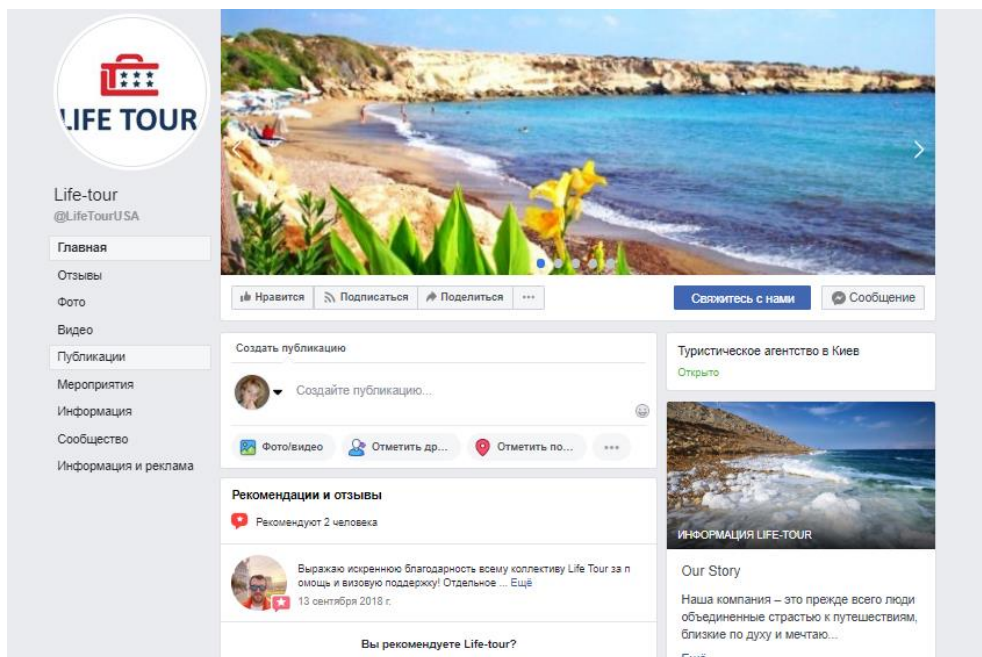 LIFE TOUR
Life-tour
@LifeTourUSA
Главная
Отзывы
Фото
Видео
Публикации
Мероприятия
Информация
Сообщество
Информация и реклама
Нравится Подписаться Поделиться ...
Свяжитесь с нами Сообщение
Создать публикацию
Создайте публикацию...
Фото/видео Отметить др... Отметить по... ...
Рекомендации и отзывы
Рекомендуют 2 человека
Выражаю искреннюю благодарность всему коллективу Life Tour за п
омощь и визовую поддержку! Отдельное ... Ещё
13 сентября 2018 г.
Вы рекомендуете Life-tour?
Туристическое агентство в Киев
Открыто
ИНФОРМАЦИЯ LIFE-TOUR
Our Story
Наша компания – это прежде всего люди
объединенные страстью к путешествиям,
близкие по духу и мечтаю...
Ещё